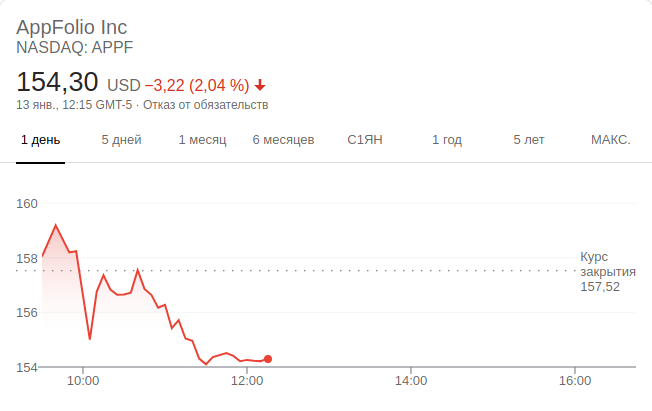 AppFolio Inc
NASDAQ: APPF
154,30 USD −3,22 (2,04 %)
13 янв., 12:15 GMT-5 · Отказ от обязательств
1 день 5 дней 1 месяц 6 месяцев С1ЯН 1 год 5 лет МАКС.
160
158
156
154
Курс
закрытия
157,52
10:00 12:00 14:00 16:00